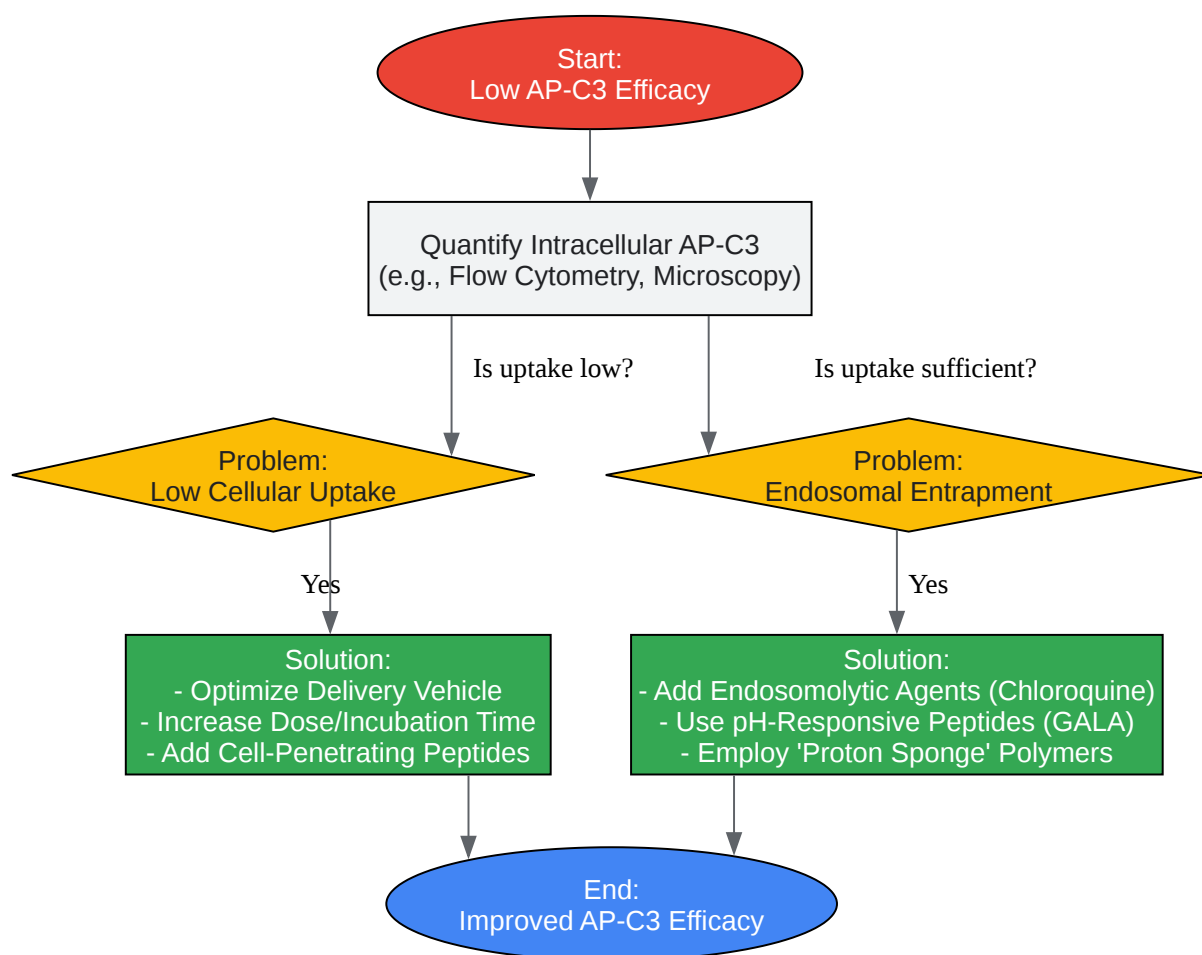 Start:
Low AP-C3 Efficacy
Quantify Intracellular AP-C3
(e.g., Flow Cytometry, Microscopy)
Is uptake low?
Is uptake sufficient?
Problem:
Low Cellular Uptake
Problem:
Endosomal Entrapment
Yes
Yes
Solution:
- Optimize Delivery Vehicle
- Increase Dose/Incubation Time
- Add Cell-Penetrating Peptides
Solution:
- Add Endosomolytic Agents (Chloroquine)
- Use pH-Responsive Peptides (GALA)
- Employ 'Proton Sponge' Polymers
End:
Improved AP-C3 Efficacy